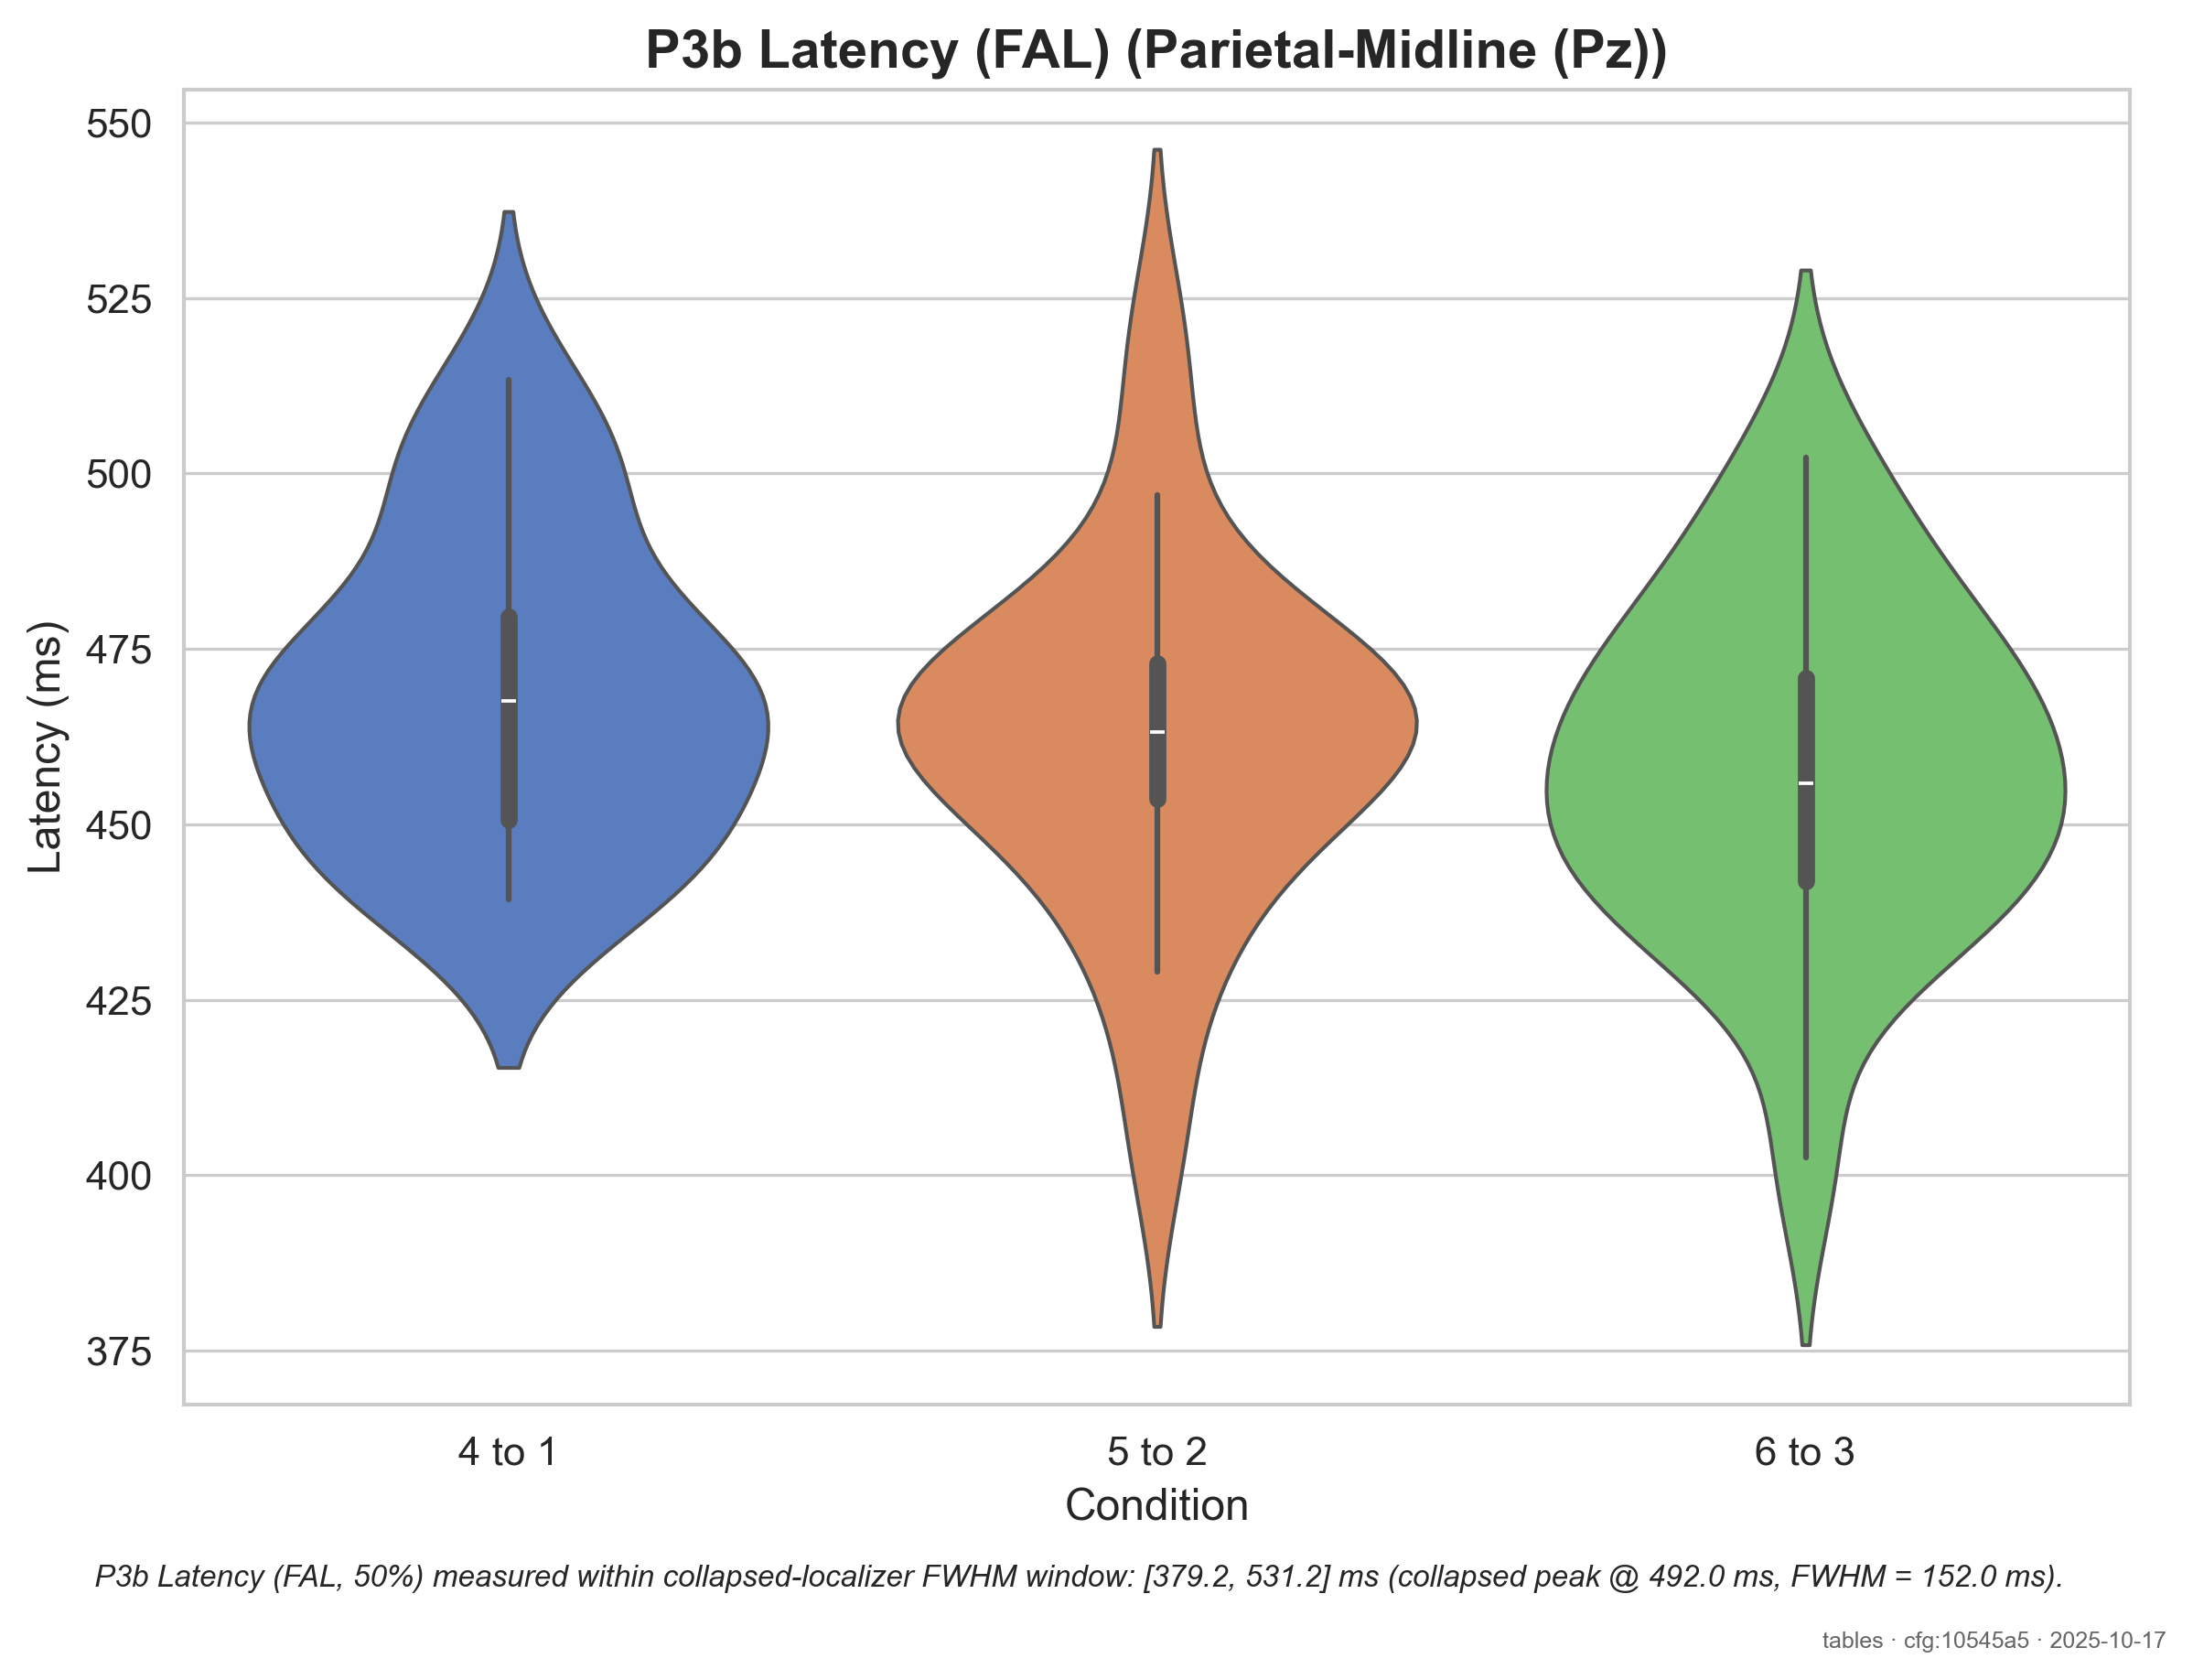 P3b Latency (FAL) (Parietal-Midline (Pz))
550
525
500
475
450
425
400
375
Latency (ms)
4 to 1
5 to 2
6 to 3
Condition
P3b Latency (FAL, 50%) measured within collapsed-localizer FWHM window: [379.2, 531.2] ms (collapsed peak @ 492.0 ms, FWHM = 152.0 ms).
tables · cfg:10545a5 · 2025-10-17